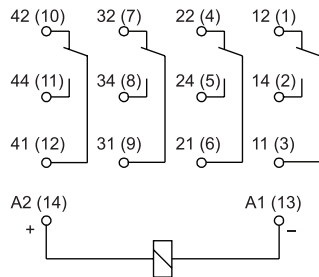 42 (10) 32 (7) 22 (4) 12 (1)
44 (11) 34 (8) 24 (5) 14 (2)
41 (12) 31 (9) 21 (6) 11 (3)
A2 (14) A1 (13)
+ −